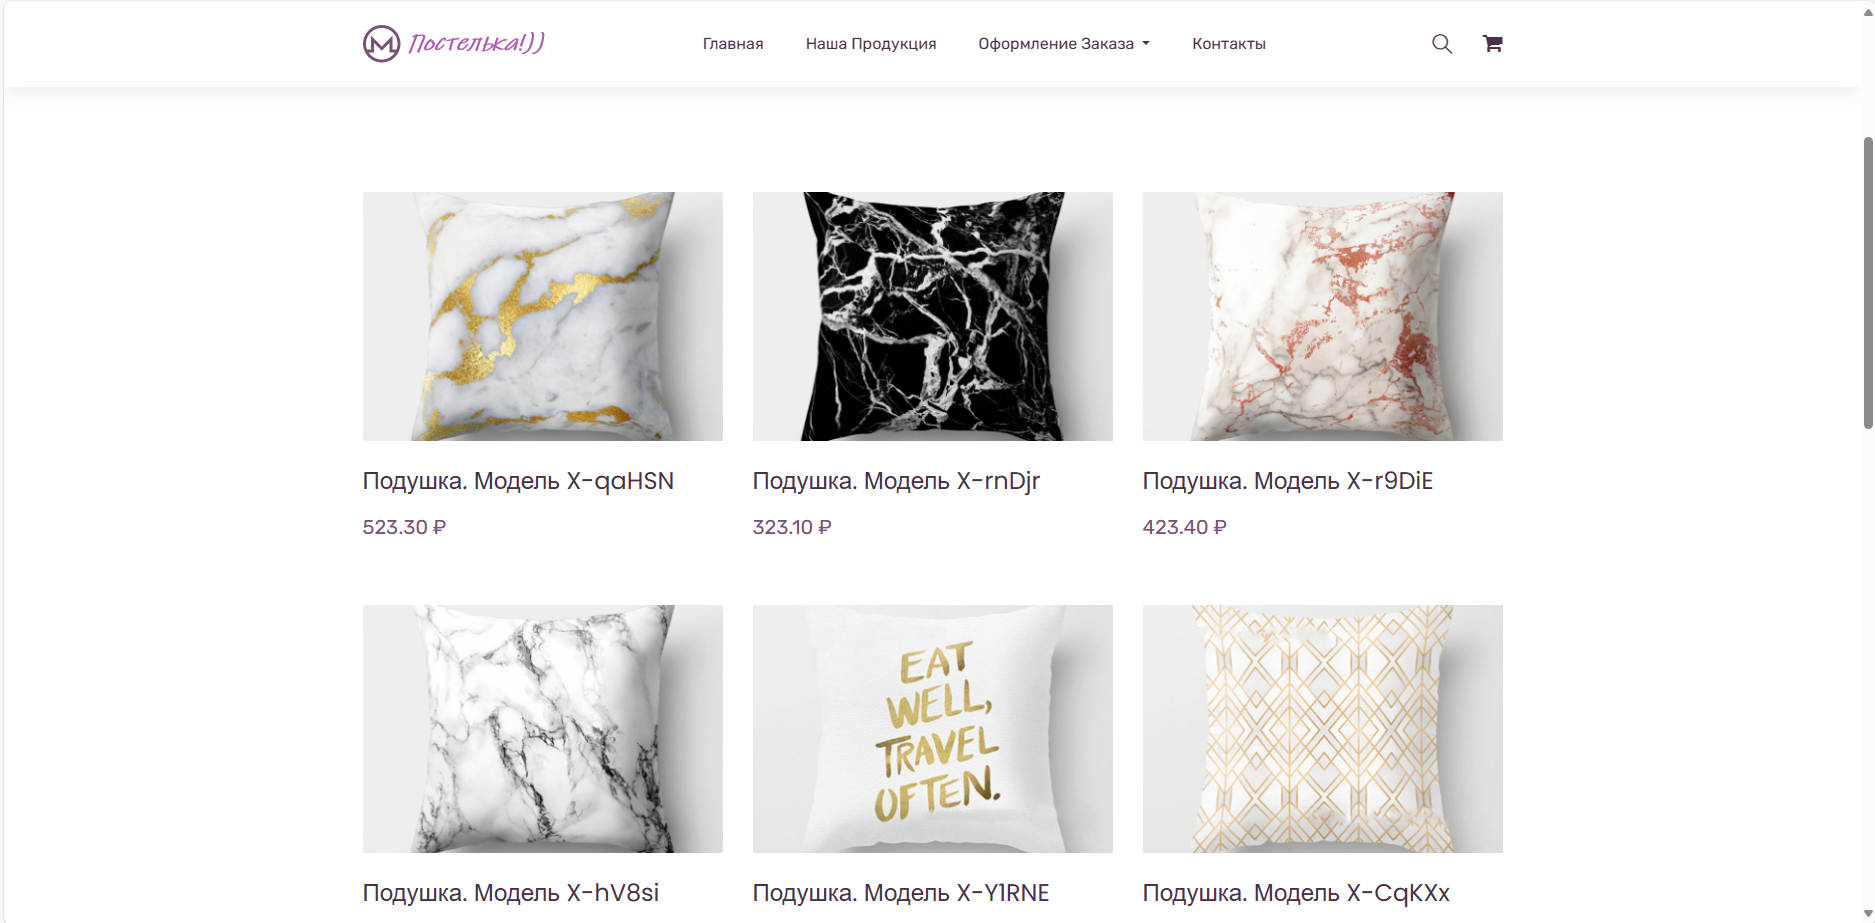 Постелька!))
Главная
Наша Продукция
Оформление Заказа
Контакты
Подушка. Модель X-qaHSN
Подушка. Модель X-rnDjr
Подушка. Модель X-r9DiE
523.30 ₽
323.10 ₽
423.40 ₽
EAT
WELL,
TRAVEL
OFTEN.
Подушка. Модель X-hV8si
Подушка. Модель X-Y1RNE
Подушка. Модель X-CqKXx